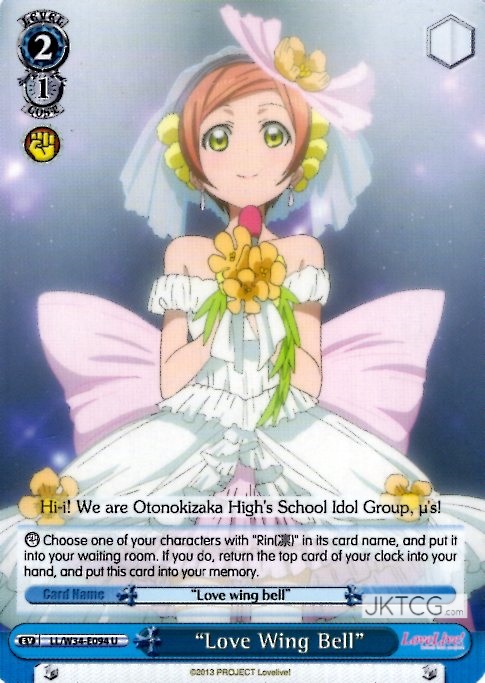 LEVEL
2
1
COST
Hi-i! We are Otonokizaka High's School Idol Group, μ's!
Choose one of your characters with "Rin(凛)" in its card name, and put it
into your waiting room. If you do, return the top card of your clock into your
hand, and put this card into your memory.
Card Name
"Love wing bell"
JKTCG.com
EV
LL/W34-E094 U
"Love Wing Bell"
LoveLive!
©2013 PROJECT Lovelive!